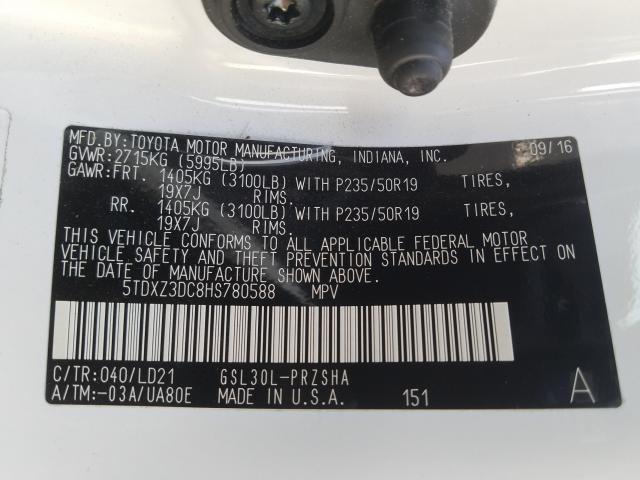 MFD.BY:TOYOTA MOTOR MANUFACTURING, INDIANA, INC. 09/16
GVWR:2715KG (5995LB)
GAWR:FRT. 1405KG (3100LB) WITH P235/50R19 TIRES,
19X7J RIMS.
RR. 1405KG (3100LB) WITH P235/50R19 TIRES,
19X7J RIMS.
THIS VEHICLE CONFORMS TO ALL APPLICABLE FEDERAL MOTOR
VEHICLE SAFETY AND THEFT PREVENTION STANDARDS IN EFFECT ON
THE DATE OF MANUFACTURE SHOWN ABOVE.
5TDXZ3DC8HS780588 MPV
C/TR:040/LD21 GSL30L-PRZSHA
A/TM:-03A/UA80E MADE IN U.S.A. 151 A